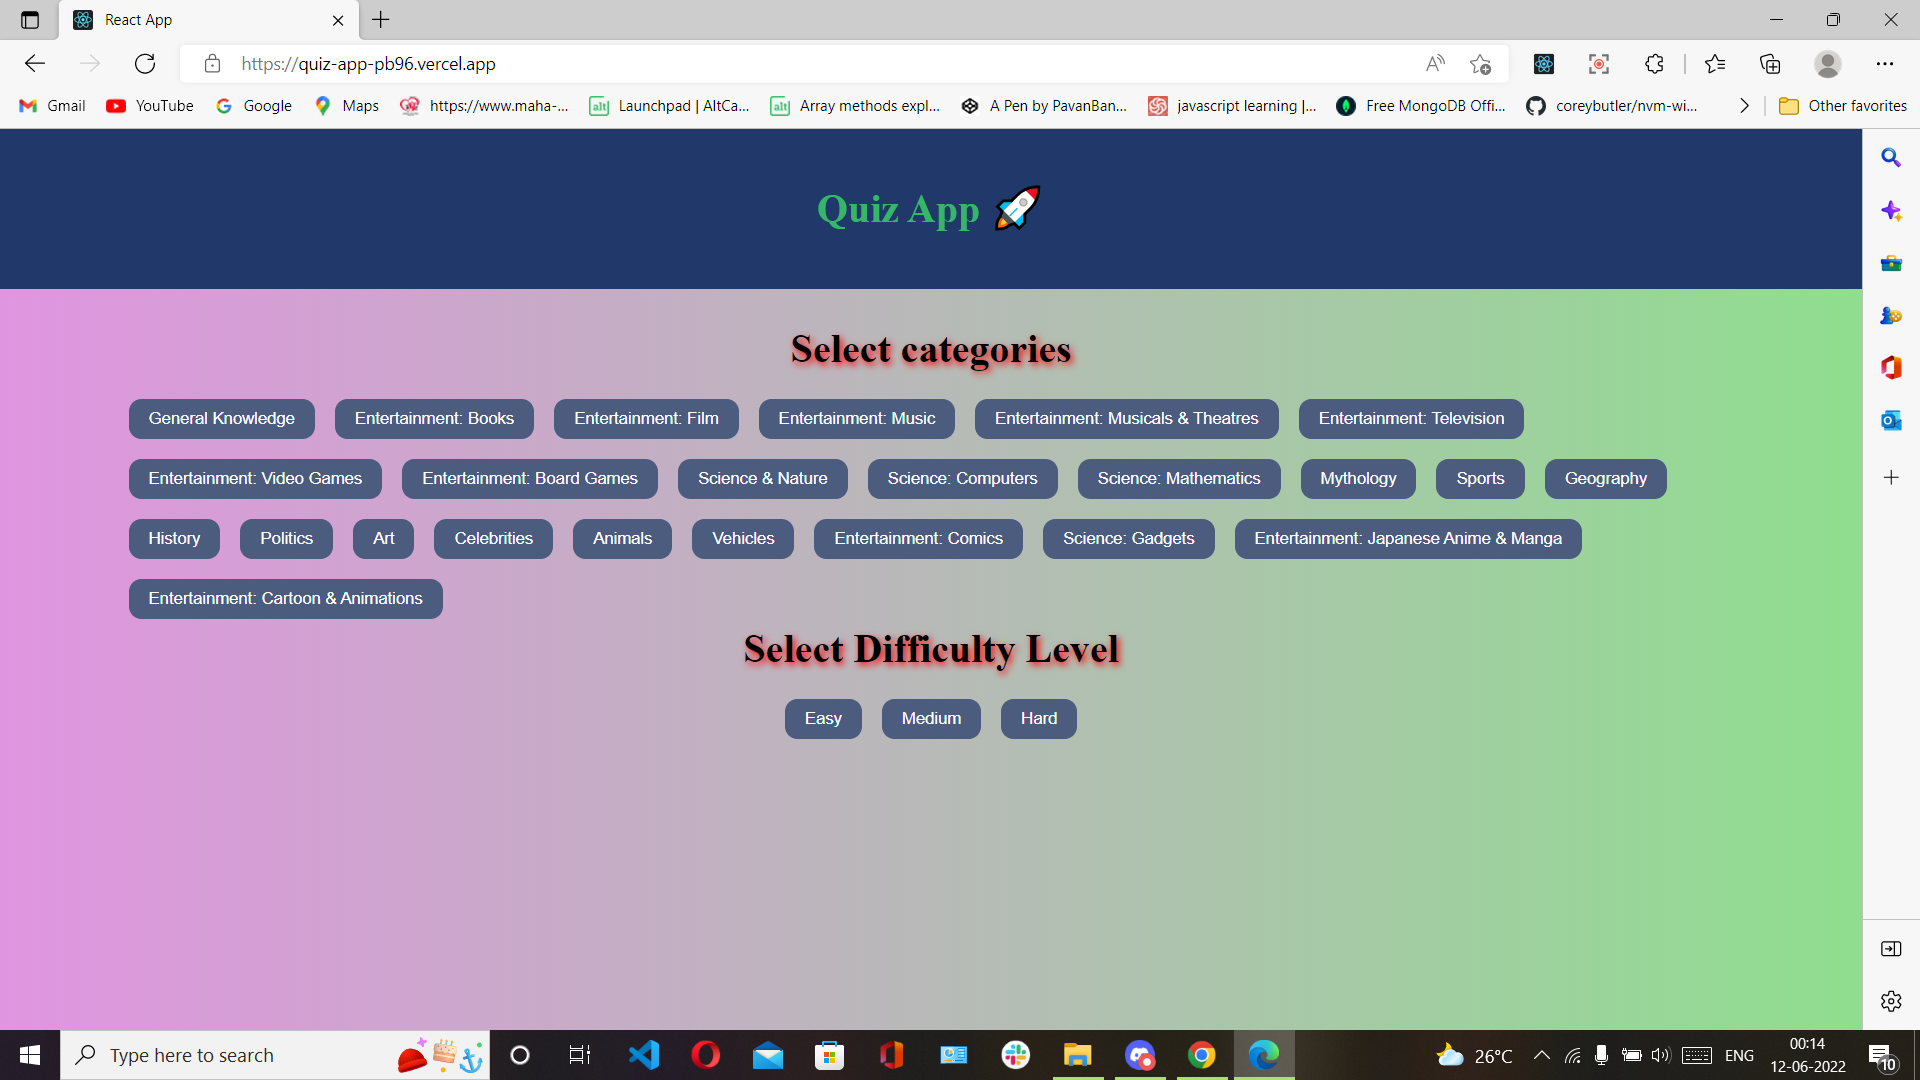 React App
https://quiz-app-pb96.vercel.app
Gmail YouTube Google Maps https://www.maha-... Launchpad | AltCa... Array methods expl... A Pen by PavanBan... javascript learning |... Free MongoDB Offi... coreybutler/nvm-wi... Other favorites
Quiz App 🚀
Select categories
General Knowledge Entertainment: Books Entertainment: Film Entertainment: Music Entertainment: Musicals & Theatres Entertainment: Television
Entertainment: Video Games Entertainment: Board Games Science & Nature Science: Computers Science: Mathematics Mythology Sports Geography
History Politics Art Celebrities Animals Vehicles Entertainment: Comics Science: Gadgets Entertainment: Japanese Anime & Manga
Entertainment: Cartoon & Animations
Select Difficulty Level
Easy Medium Hard
Type here to search
26°C ENG
00:14
12-06-2022
10